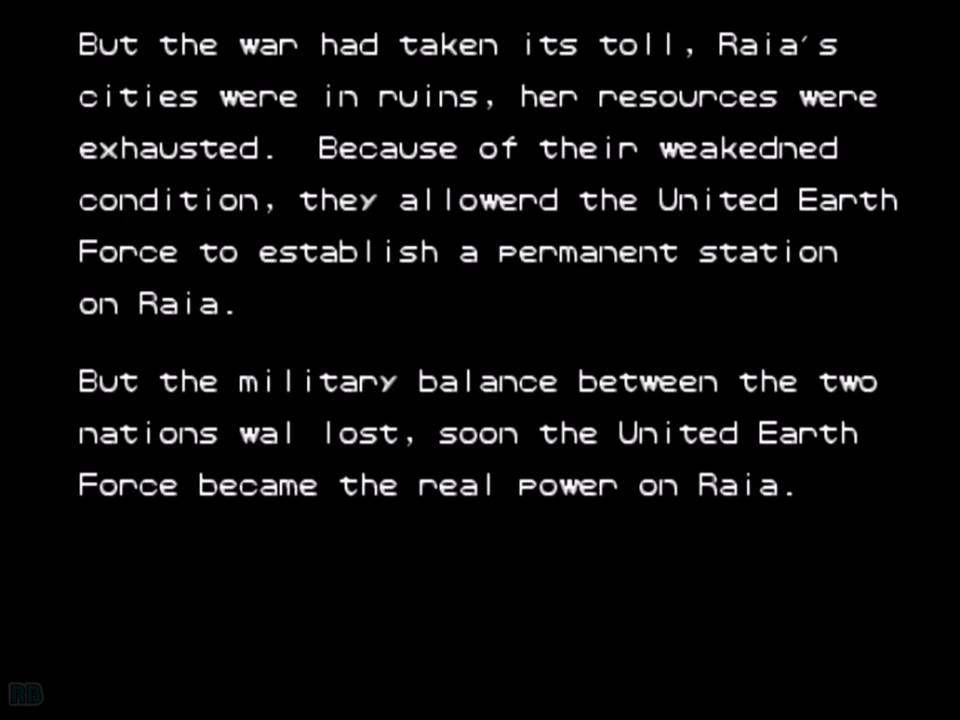 But the war had taken its toll, Raia's
cities were in ruins, her resources were
exhausted.  Because of their weakedned
condition, they allowerd the United Earth
Force to establish a permanent station
on Raia.
But the military balance between the two
nations wal lost, soon the United Earth
Force became the real power on Raia.
RB